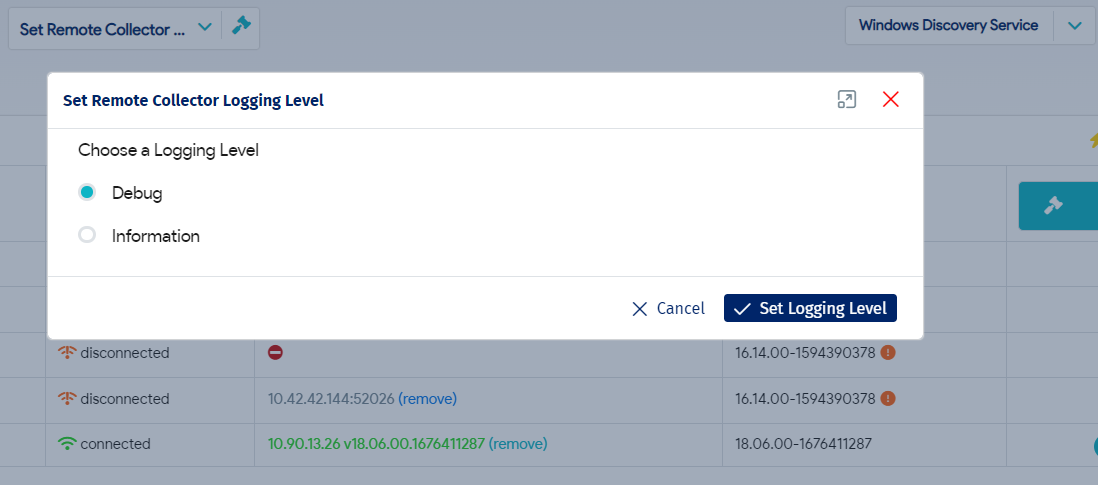 Set Remote Collector ...
Windows Discovery Service
Set Remote Collector Logging Level
Choose a Logging Level
Debug
Information
Cancel
Set Logging Level
disconnected
16.14.00-1594390378
disconnected
10.42.42.144:52026 (remove)
16.14.00-1594390378
connected
10.90.13.26 v18.06.00.1676411287 (remove)
18.06.00-1676411287